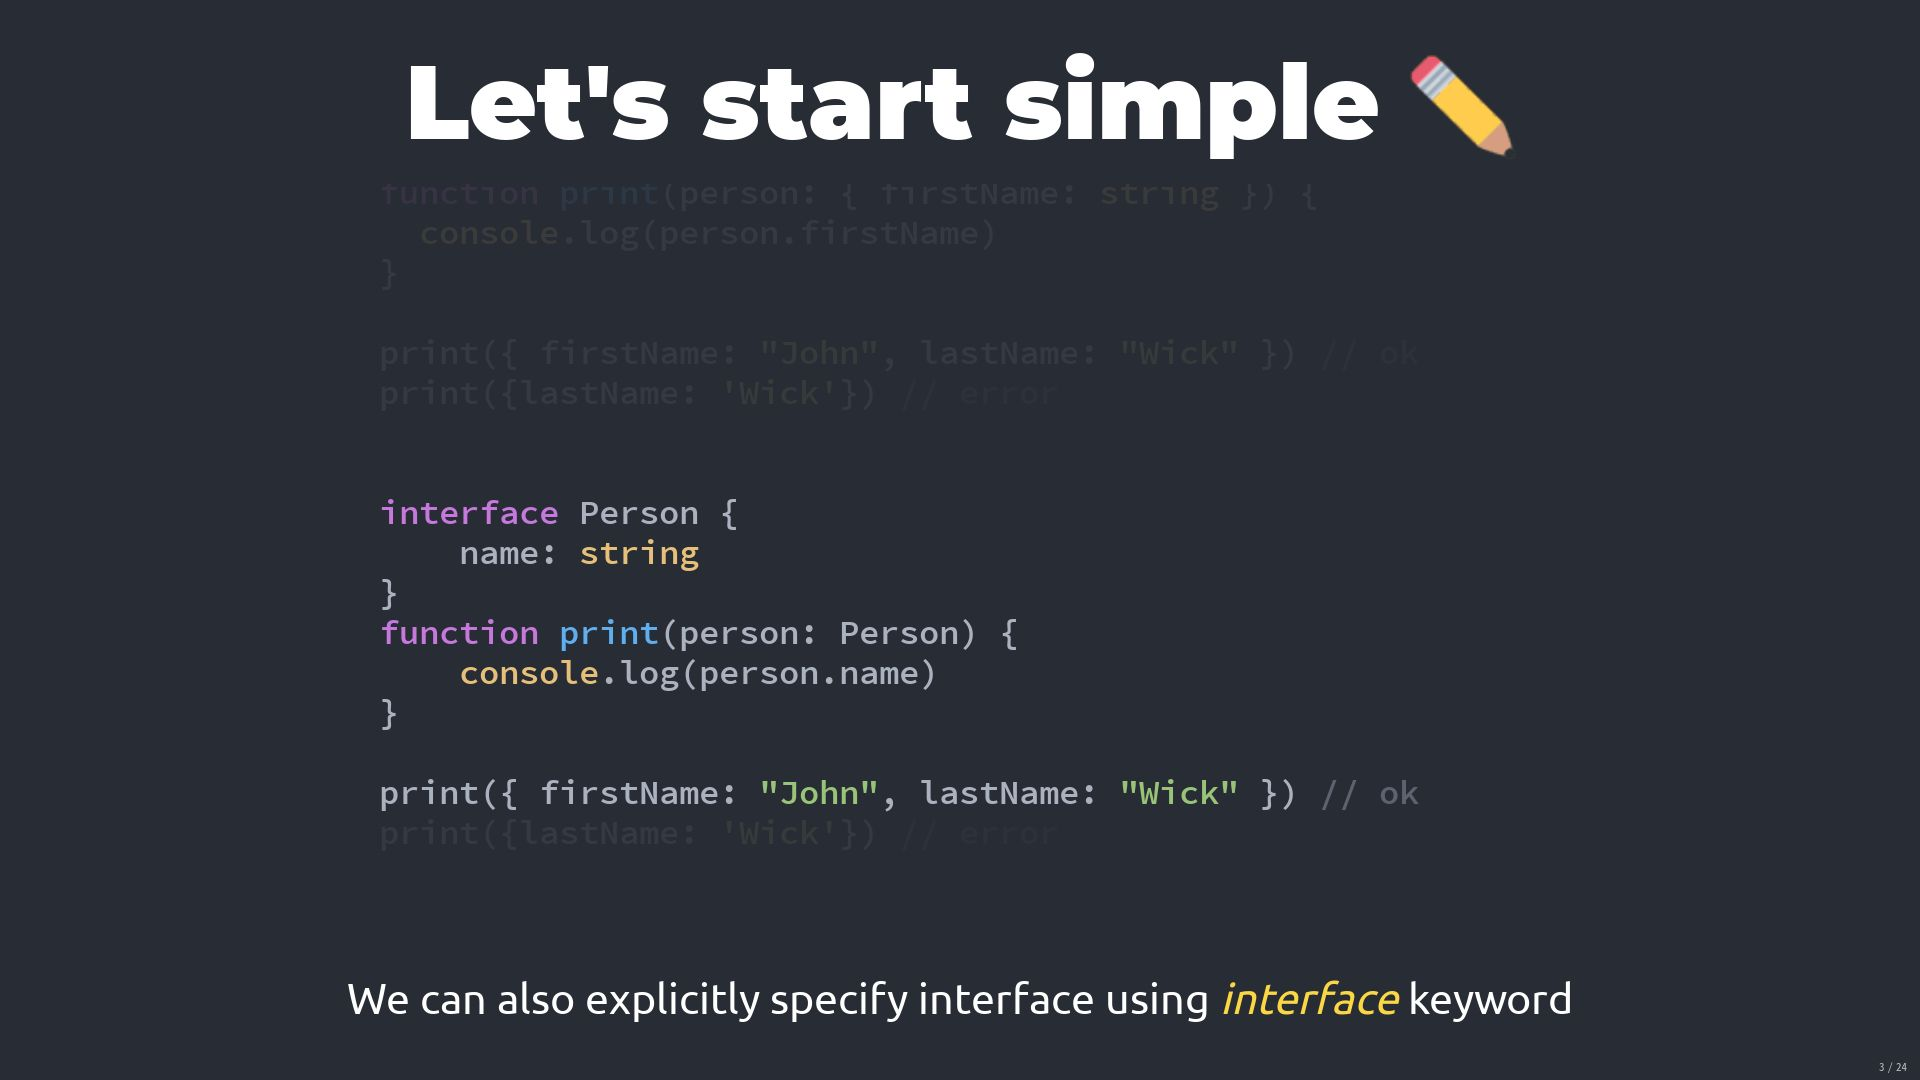 Let's start simple ✏️
function print(person: { firstName: string }) {
  console.log(person.firstName)
}
print({ firstName: "John", lastName: "Wick" }) // ok
print({lastName: 'Wick'}) // error
interface Person {
    name: string
}
function print(person: Person) {
    console.log(person.name)
}
print({ firstName: "John", lastName: "Wick" }) // ok
print({lastName: 'Wick'}) // error
We can also explicitly specify interface using interface keyword
3 / 24